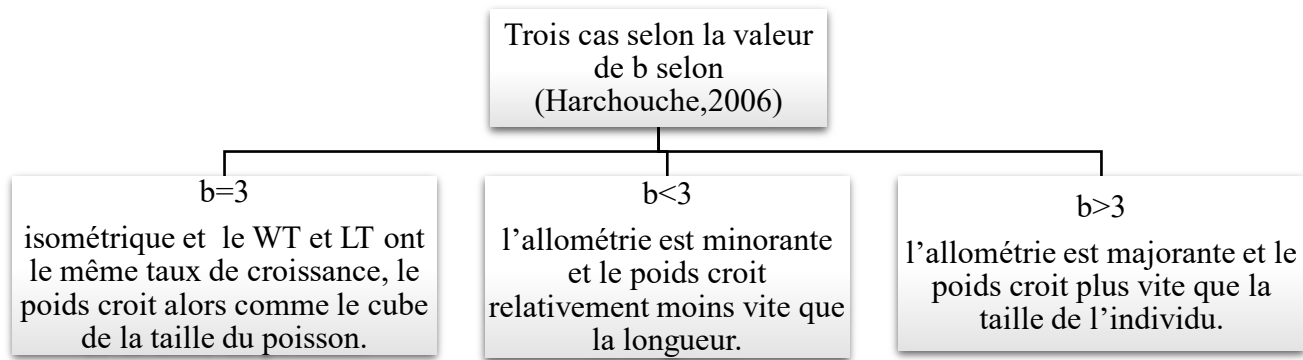 Trois cas selon la valeur
de b selon
(Harchouche,2006)
b=3
isométrique et le WT et LT ont
le même taux de croissance, le
poids croit alors comme le cube
de la taille du poisson.
b<3
l’allométrie est minorante
et le poids croit
relativement moins vite que
la longueur.
b>3
l’allométrie est majorante et le
poids croit plus vite que la
taille de l’individu.